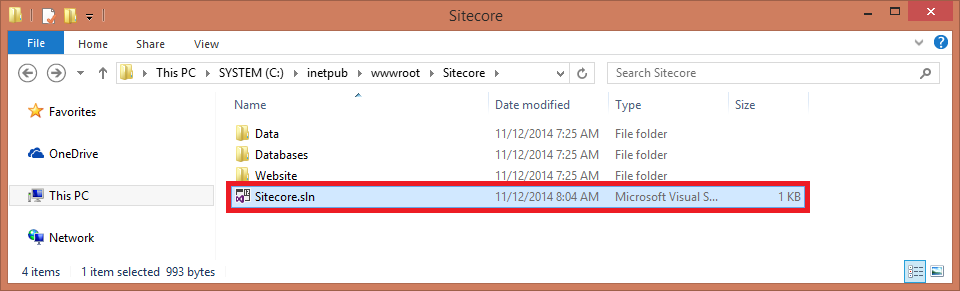 Sitecore
File Home Share View
This PC SYSTEM (C:) inetpub wwwroot Sitecore Search Sitecore
Favorites
OneDrive
This PC
Network
Name Date modified Type Size
Data 11/12/2014 7:25 AM File folder
Databases 11/12/2014 7:25 AM File folder
Website 11/12/2014 7:25 AM File folder
Sitecore.sln 11/12/2014 8:04 AM Microsoft Visual S... 1 KB
4 items 1 item selected 993 bytes